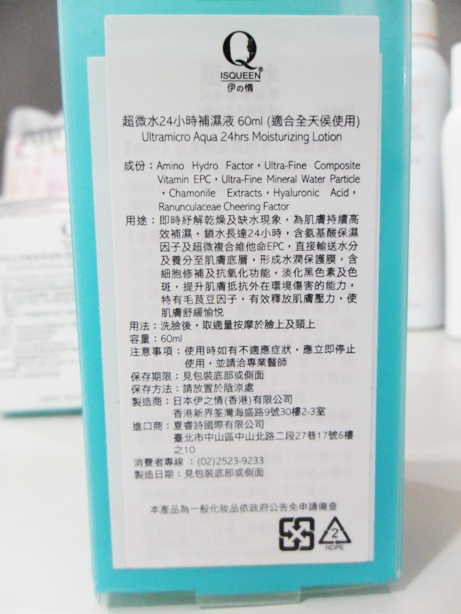 Q
ISQUEEN®
伊の情
超微水24小時補濕液 60ml (適合全天侯使用)
Ultramicro Aqua 24hrs Moisturizing Lotion
成份：Amino Hydro Factor，Ultra-Fine Composite
Vitamin EPC，Ultra-Fine Mineral Water Particle
，Chamonile Extracts，Hyaluronic Acid，
Ranunculaceae Cheering Factor
用途：即時紓解乾燥及缺水現象，為肌膚持續高
效補濕，鎖水長達24小時，含氨基酸保濕
因子及超微複合維他命EPC，直接輸送水分
及養分至肌膚底層，形成水潤保護膜，含
細胞修補及抗氧化功能，淡化黑色素及色
斑，提升肌膚抵抗外在環境傷害的能力，
特有毛茛荳因子，有效釋放肌膚壓力，使
肌膚舒緩愉悅
用法：洗臉後，取適量按摩於臉上及頸上
容量：60ml
注意事項：使用時如有不適應症狀，應立即停止
使用，並請洽專業醫師
保存期限：見包裝底部或側面
保存方法：請放置於陰涼處
製造商：日本伊之情(香港)有限公司
香港新界荃灣海盛路9號30樓2-3室
進口商：夏睿詩國際有限公司
臺北市中山區中山北路二段27巷17號6樓
之10
消費者專線：(02)2523-9233
製造日期：見包裝底部或側面
本產品為一般化妝品依政府公告免申請備查
2
HDPE